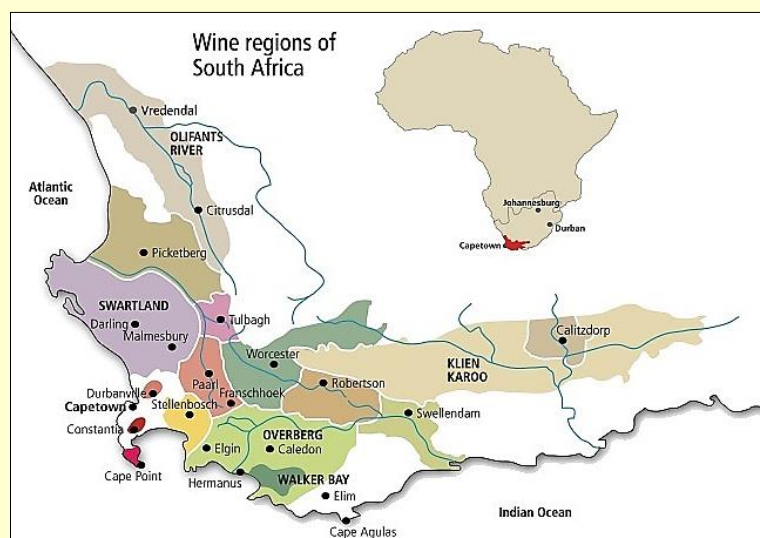 Wine regions of
South Africa
Vredendal
OLIFANTS
RIVER
Atlantic
Ocean
Citrusdal
Johannesburg
Durban
Capetown
Picketberg
SWARTLAND
Darling
Malmesbury
Tulbagh
Calitzdorp
Worcester
KLIEN
KAROO
Paarl
Robertson
Durbanville
Franschhoek
Capetown
Stellenbosch
Swellendam
Constantia
OVERBERG
Elgin
Caledon
Cape Point
Hermanus
WALKER BAY
Elim
Indian Ocean
Cape Agulas